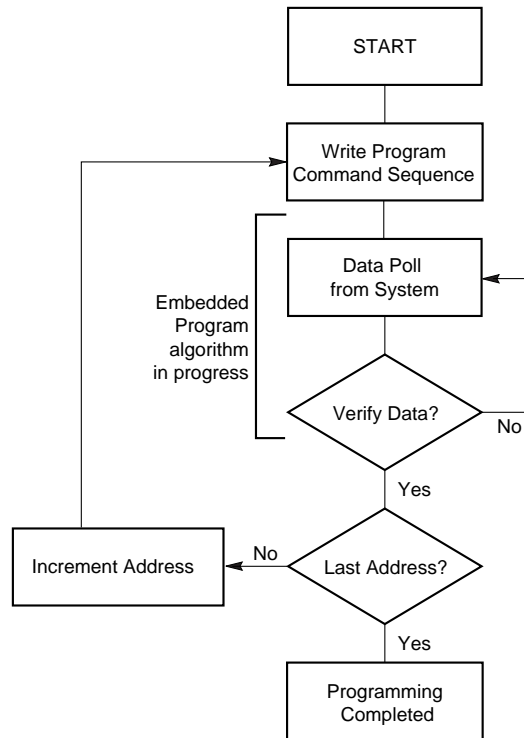 START
Write Program
Command Sequence
Data Poll
from System
Embedded
Program
algorithm
in progress
Verify Data?
No
Yes
Last Address?
No
Increment Address
Yes
Programming
Completed